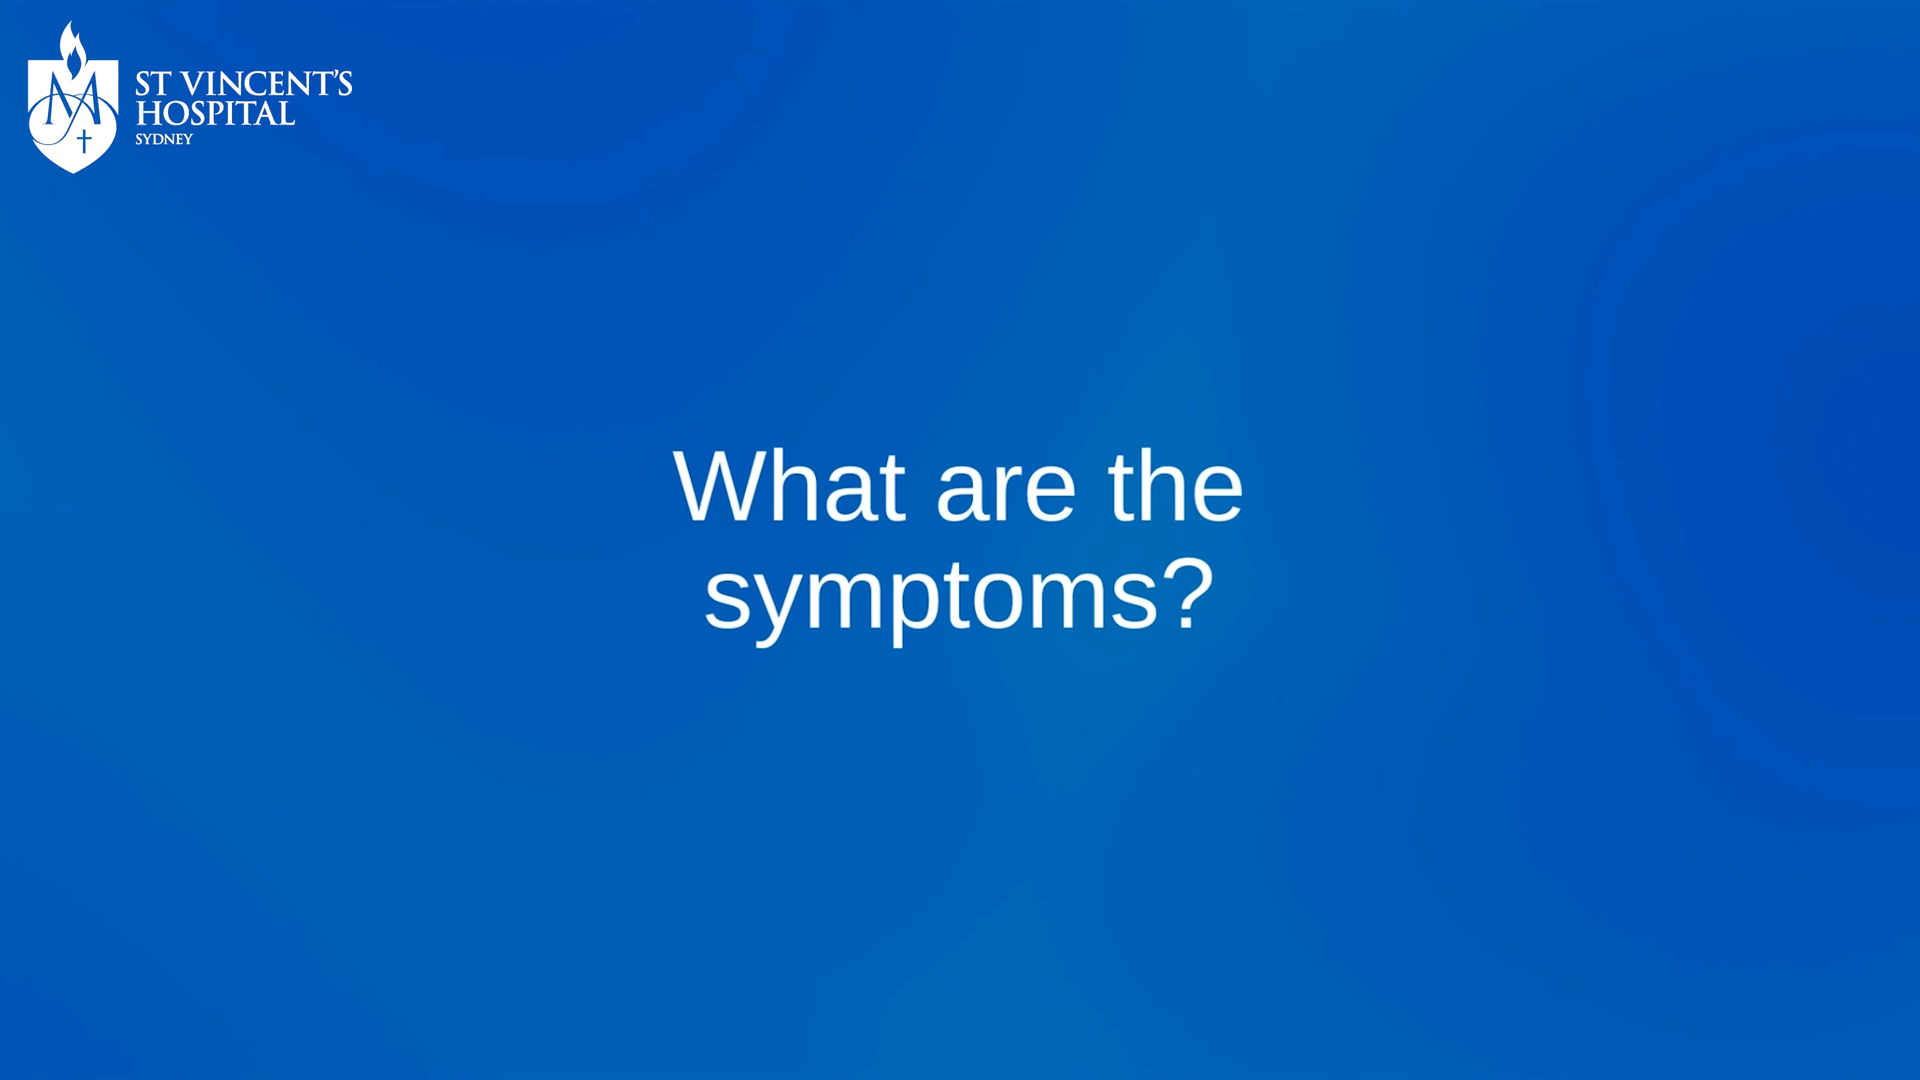 ST VINCENT'S
HOSPITAL
SYDNEY
What are the
symptoms?